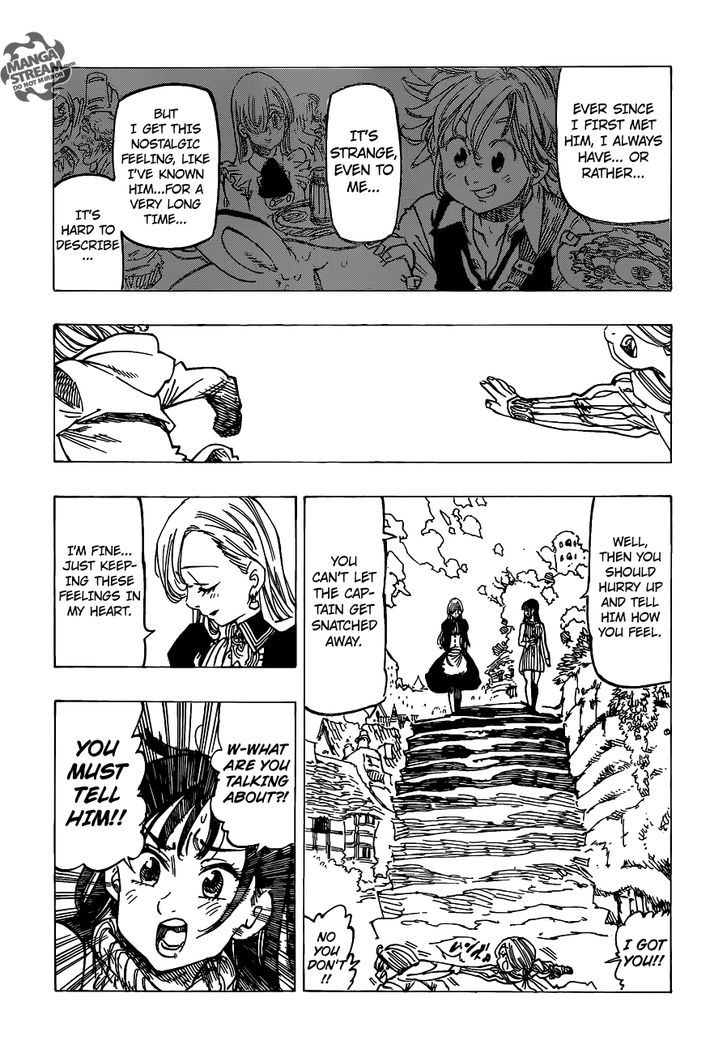 MANGA
STREAM.com
DO NOT MIRROR
EVER SINCE
I FIRST MET
HIM, I ALWAYS
HAVE... OR
RATHER...
IT'S
STRANGE,
EVEN TO
ME...
BUT
I GET THIS
NOSTALGIC
FEELING, LIKE
I'VE KNOWN
HIM...FOR A
VERY LONG
TIME...
IT'S
HARD TO
DESCRIBE
...
WELL,
THEN YOU
SHOULD
HURRY UP
AND TELL
HIM HOW
YOU FEEL.
YOU
CAN'T LET
THE CAP-
TAIN GET
SNATCHED
AWAY.
I GOT
YOU!!
NO
YOU
DON'T
!!
I'M FINE...
JUST KEEP-
ING THESE
FEELINGS IN
MY HEART.
W-WHAT
ARE YOU
TALKING
ABOUT?!
YOU
MUST
TELL
HIM!!